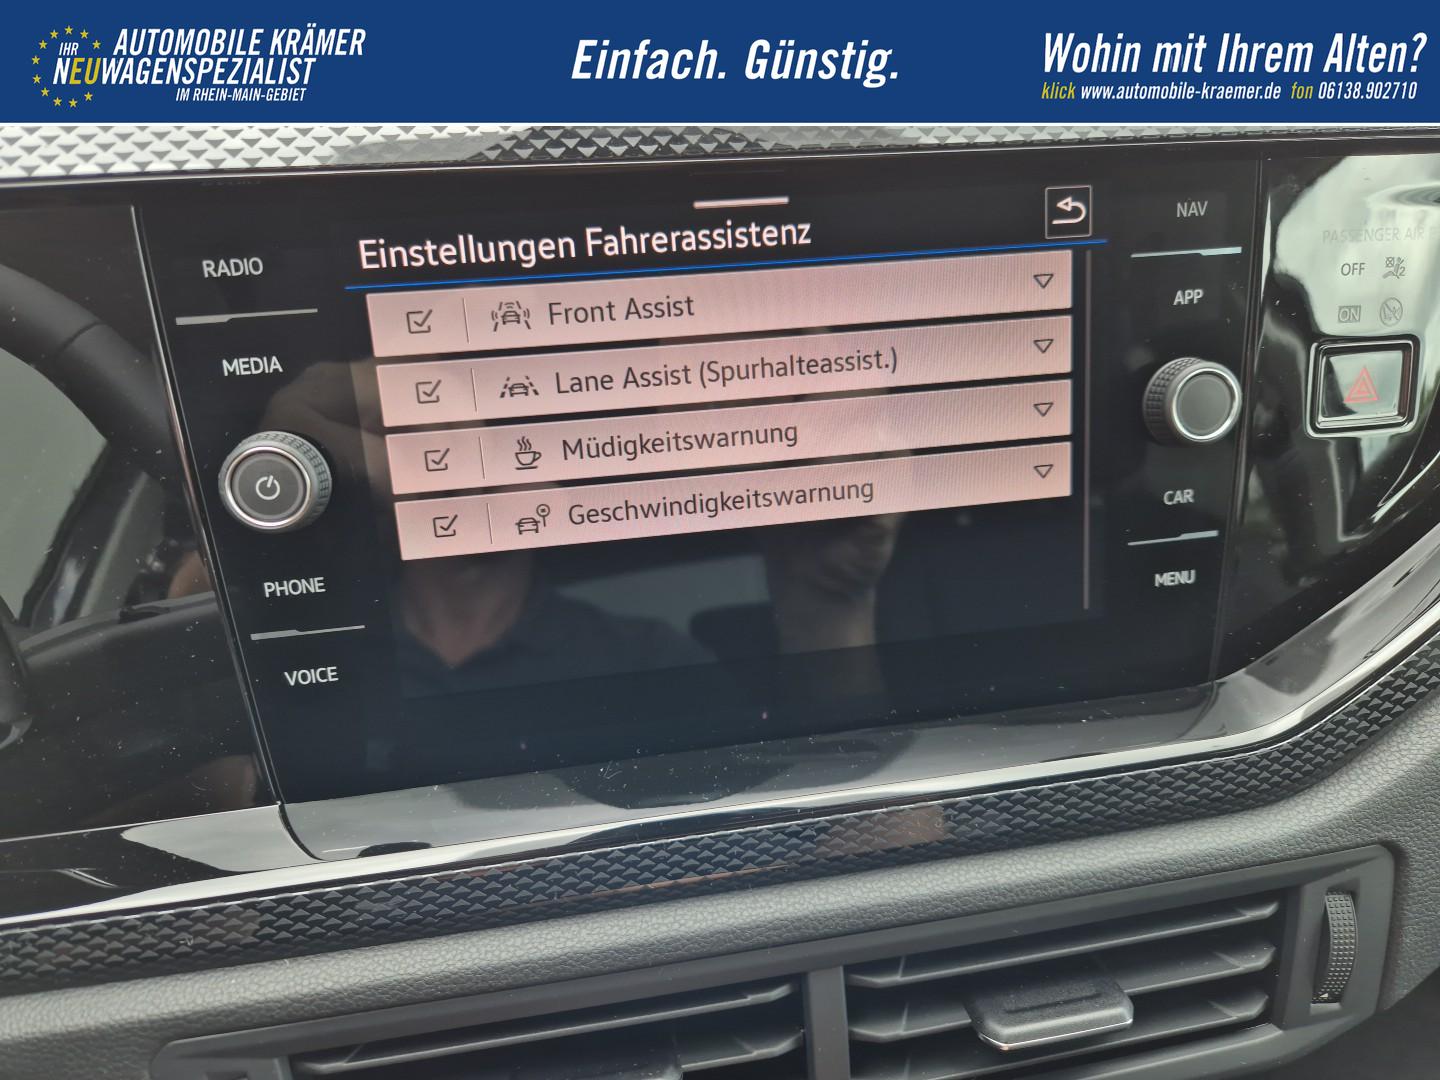 IHR AUTOMOBILE KRÄMER
NEUWAGENSPEZIALIST
IM RHEIN-MAIN-GEBIET
Einfach. Günstig.
Wohin mit Ihrem Alten?
klick www.automobile-kraemer.de fon 06138.902710
Einstellungen Fahrerassistenz
Front Assist
Lane Assist (Spurhalteassist.)
Müdigkeitswarnung
Geschwindigkeitswarnung
RADIO
MEDIA
PHONE
VOICE
NAV
APP
CAR
MENU
PASSENGER AIR
OFF
ON